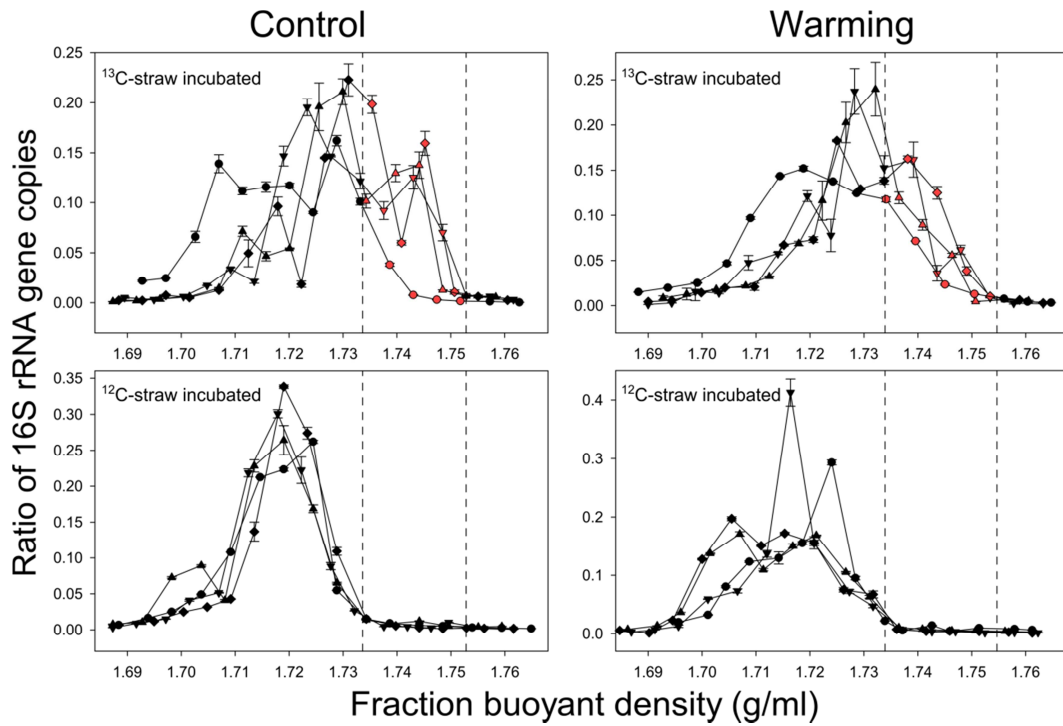 Control
Warming
Ratio of 16S rRNA gene copies
0.25
0.20
0.15
0.10
0.05
0.00
¹³C-straw incubated
1.69 1.70 1.71 1.72 1.73 1.74 1.75 1.76
0.25
0.20
0.15
0.10
0.05
0.00
¹³C-straw incubated
1.69 1.70 1.71 1.72 1.73 1.74 1.75 1.76
0.35
0.30
0.25
0.20
0.15
0.10
0.05
0.00
¹²C-straw incubated
1.69 1.70 1.71 1.72 1.73 1.74 1.75 1.76
0.4
0.3
0.2
0.1
0.0
¹²C-straw incubated
1.69 1.70 1.71 1.72 1.73 1.74 1.75 1.76
Fraction buoyant density (g/ml)